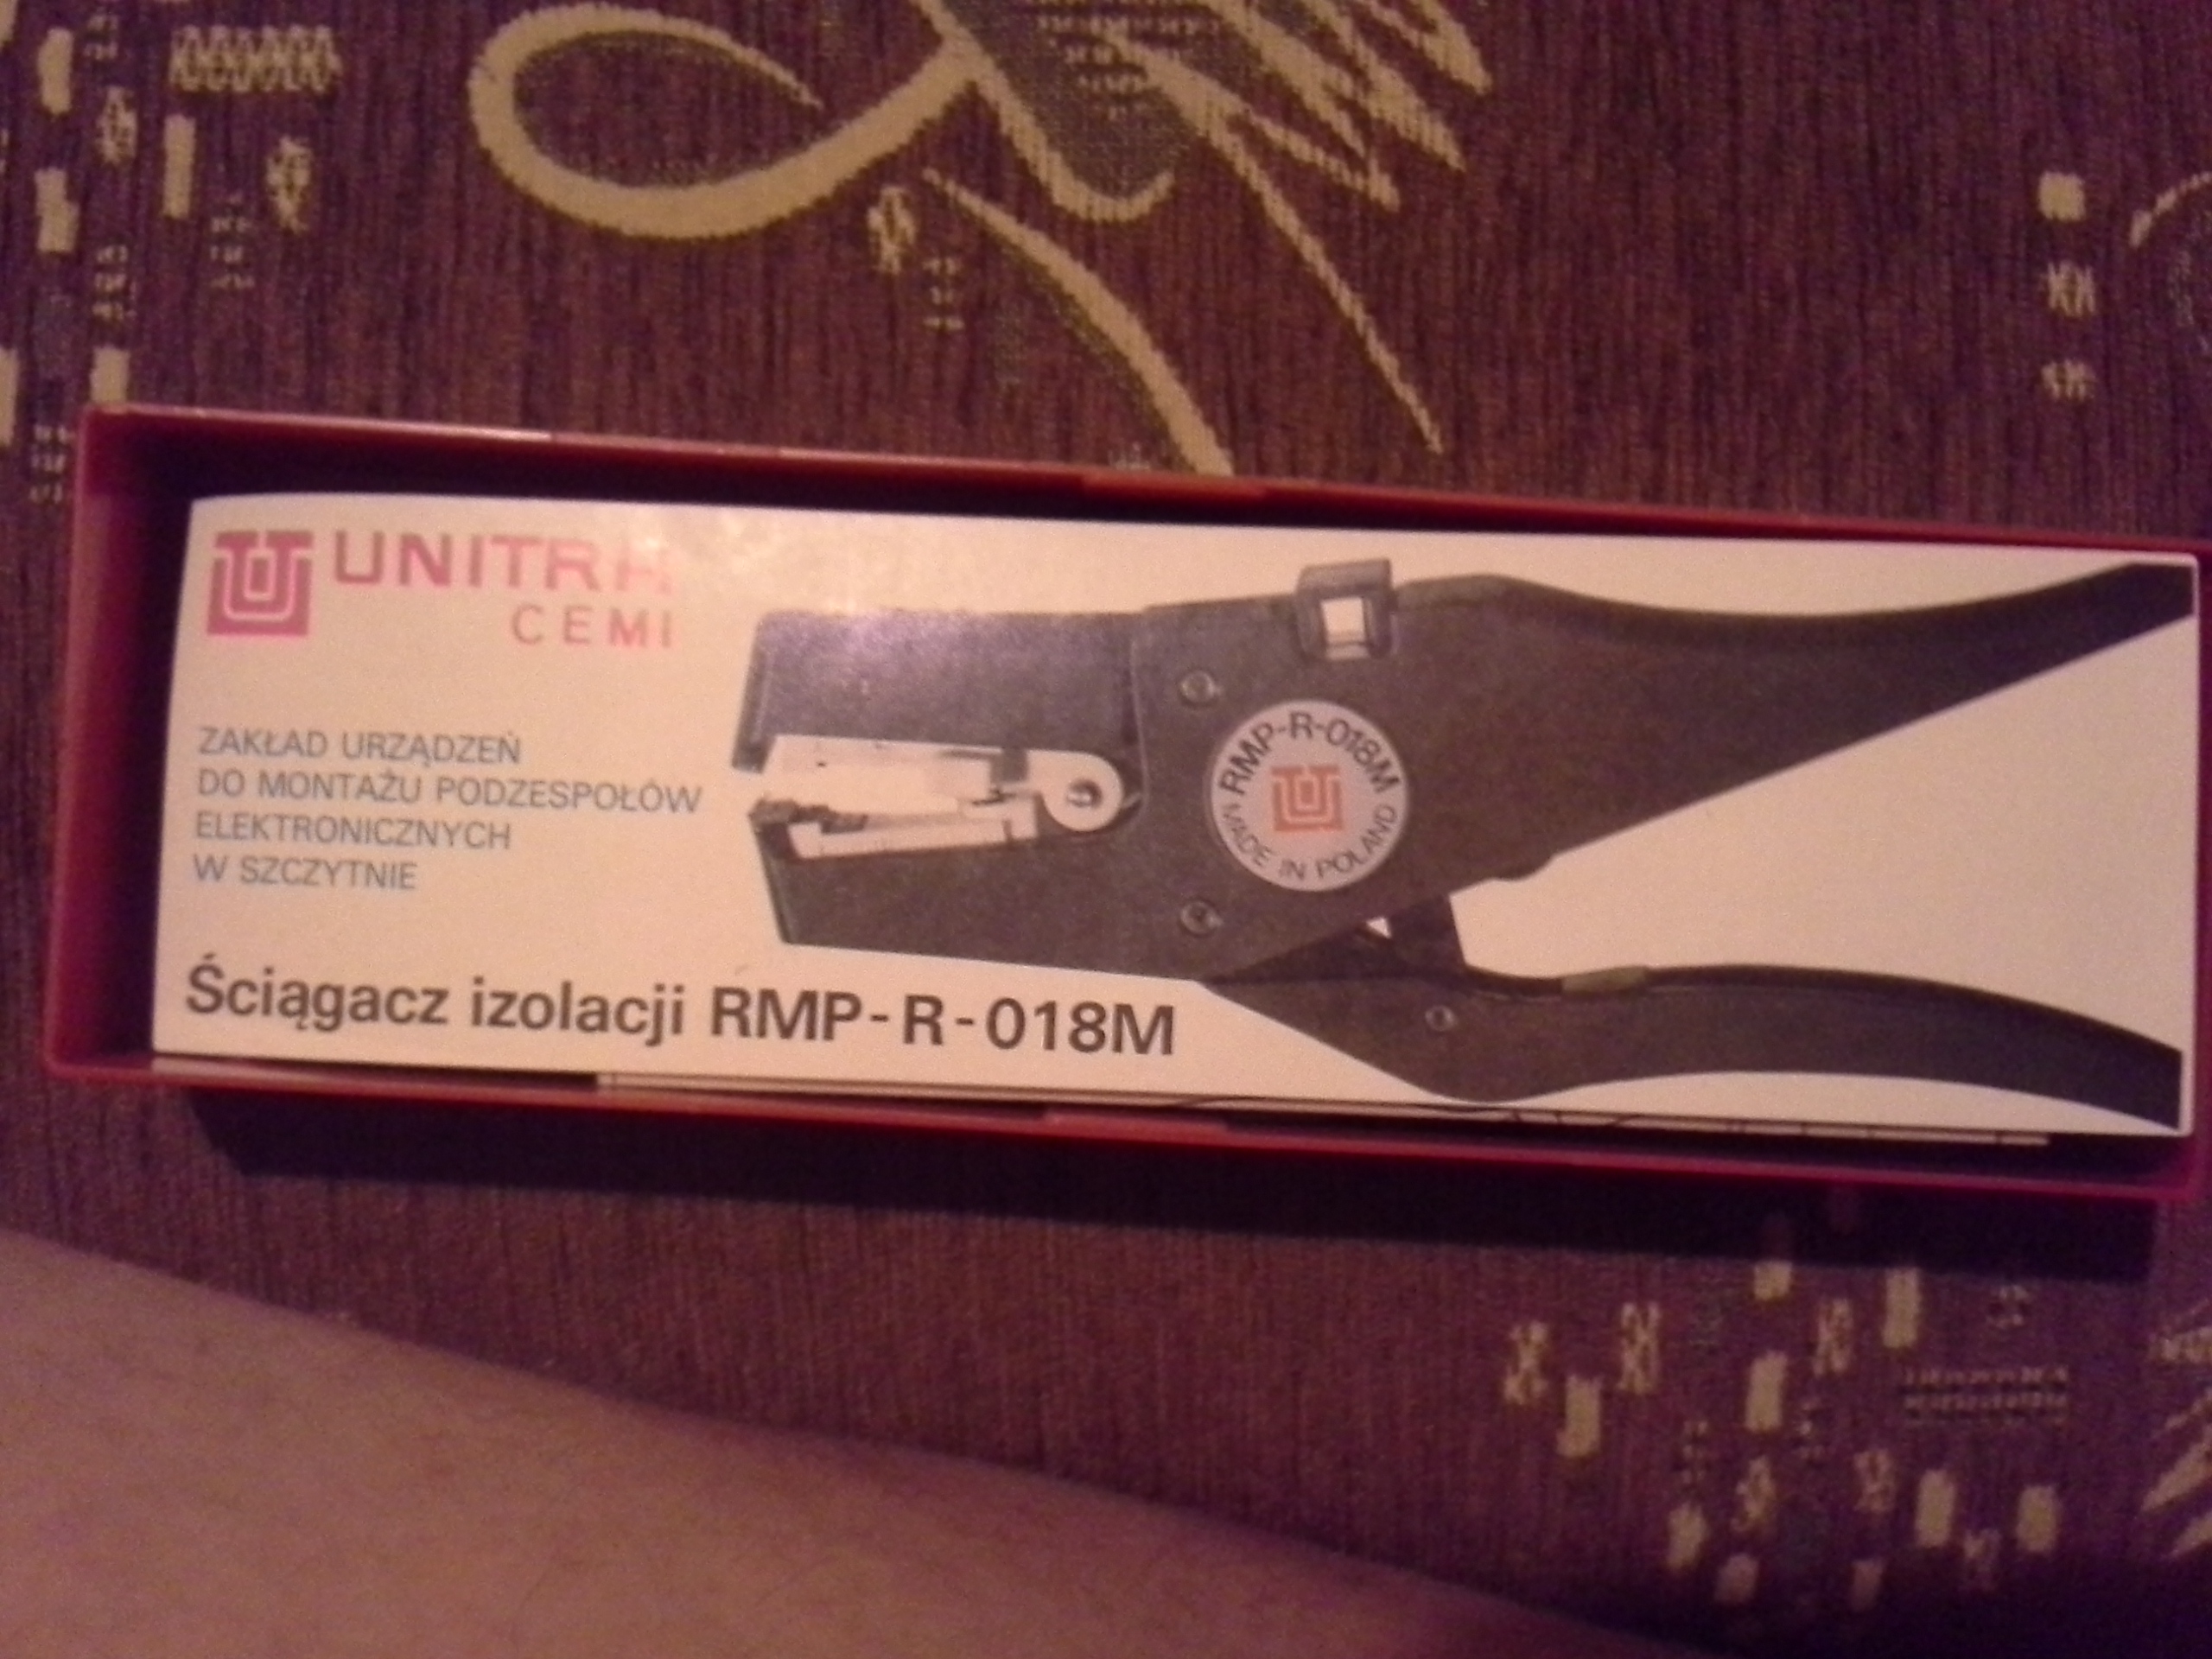 UNITRA
CEMI
ZAKŁAD URZĄDZEŃ
DO MONTAŻU PODZESPOŁÓW
ELEKTRONICZNYCH
W SZCZYTNIE
RMP-R-018M
MADE IN POLAND
Ściągacz izolacji RMP-R-018M